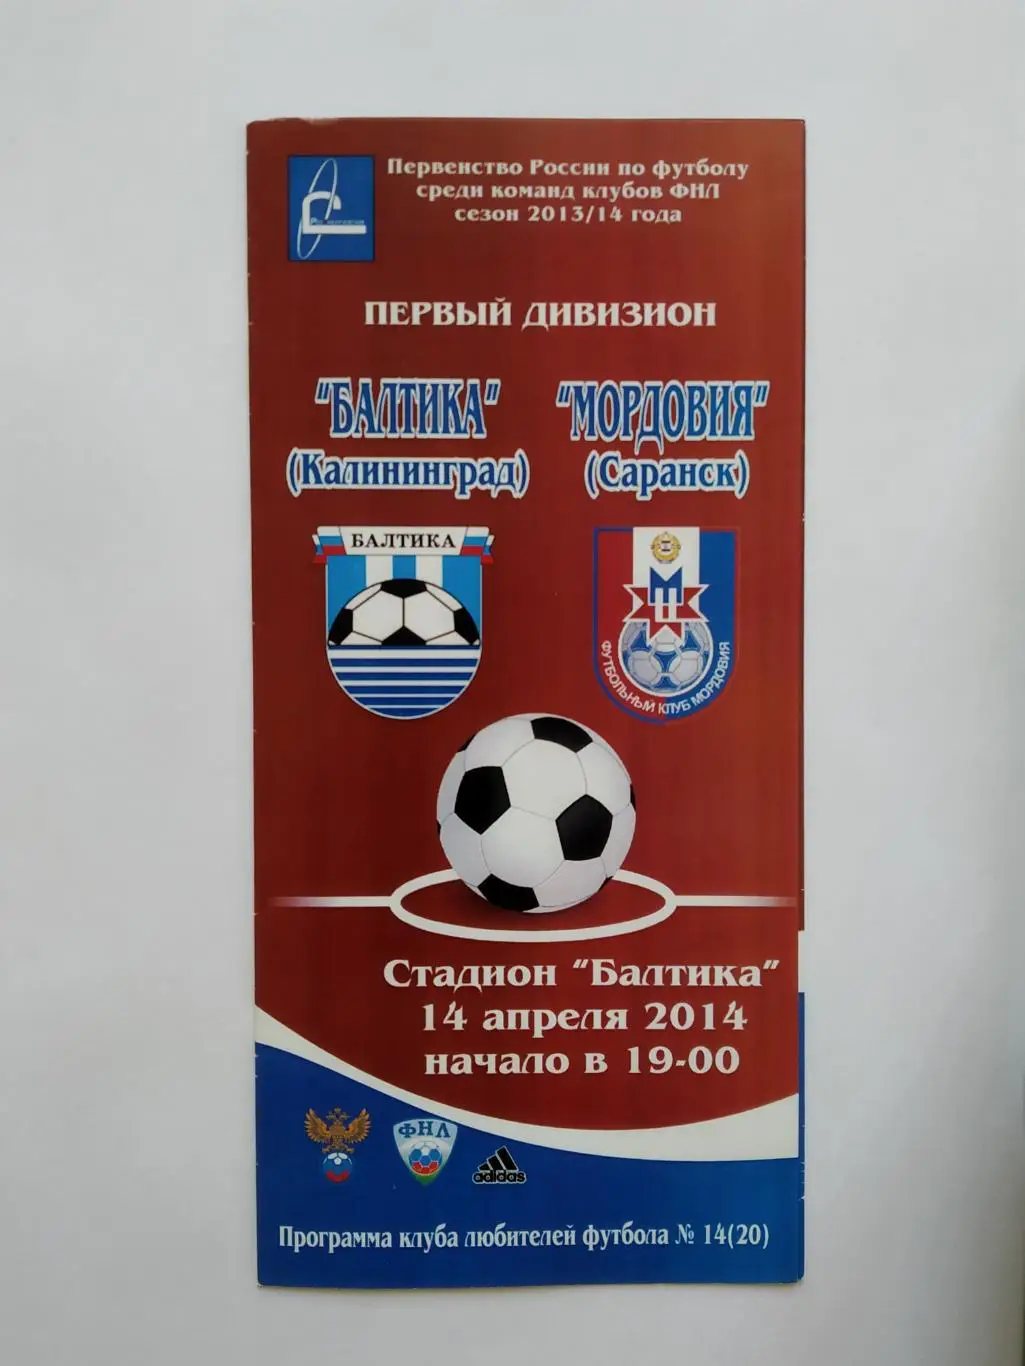 Первенство России по футболу
среди команд клубов ФНЛ
сезон 2013/14 года
ПЕРВЫЙ ДИВИЗИОН
"БАЛТИКА"
(Калининград)
"МОРДОВИЯ"
(Саранск)
БАЛТИКА
М
ФУТБОЛЬНЫЙ КЛУБ МОРДОВИЯ
Стадион "Балтика"
14 апреля 2014
начало в 19-00
ФНЛ
adidas
Программа клуба любителей футбола № 14(20)